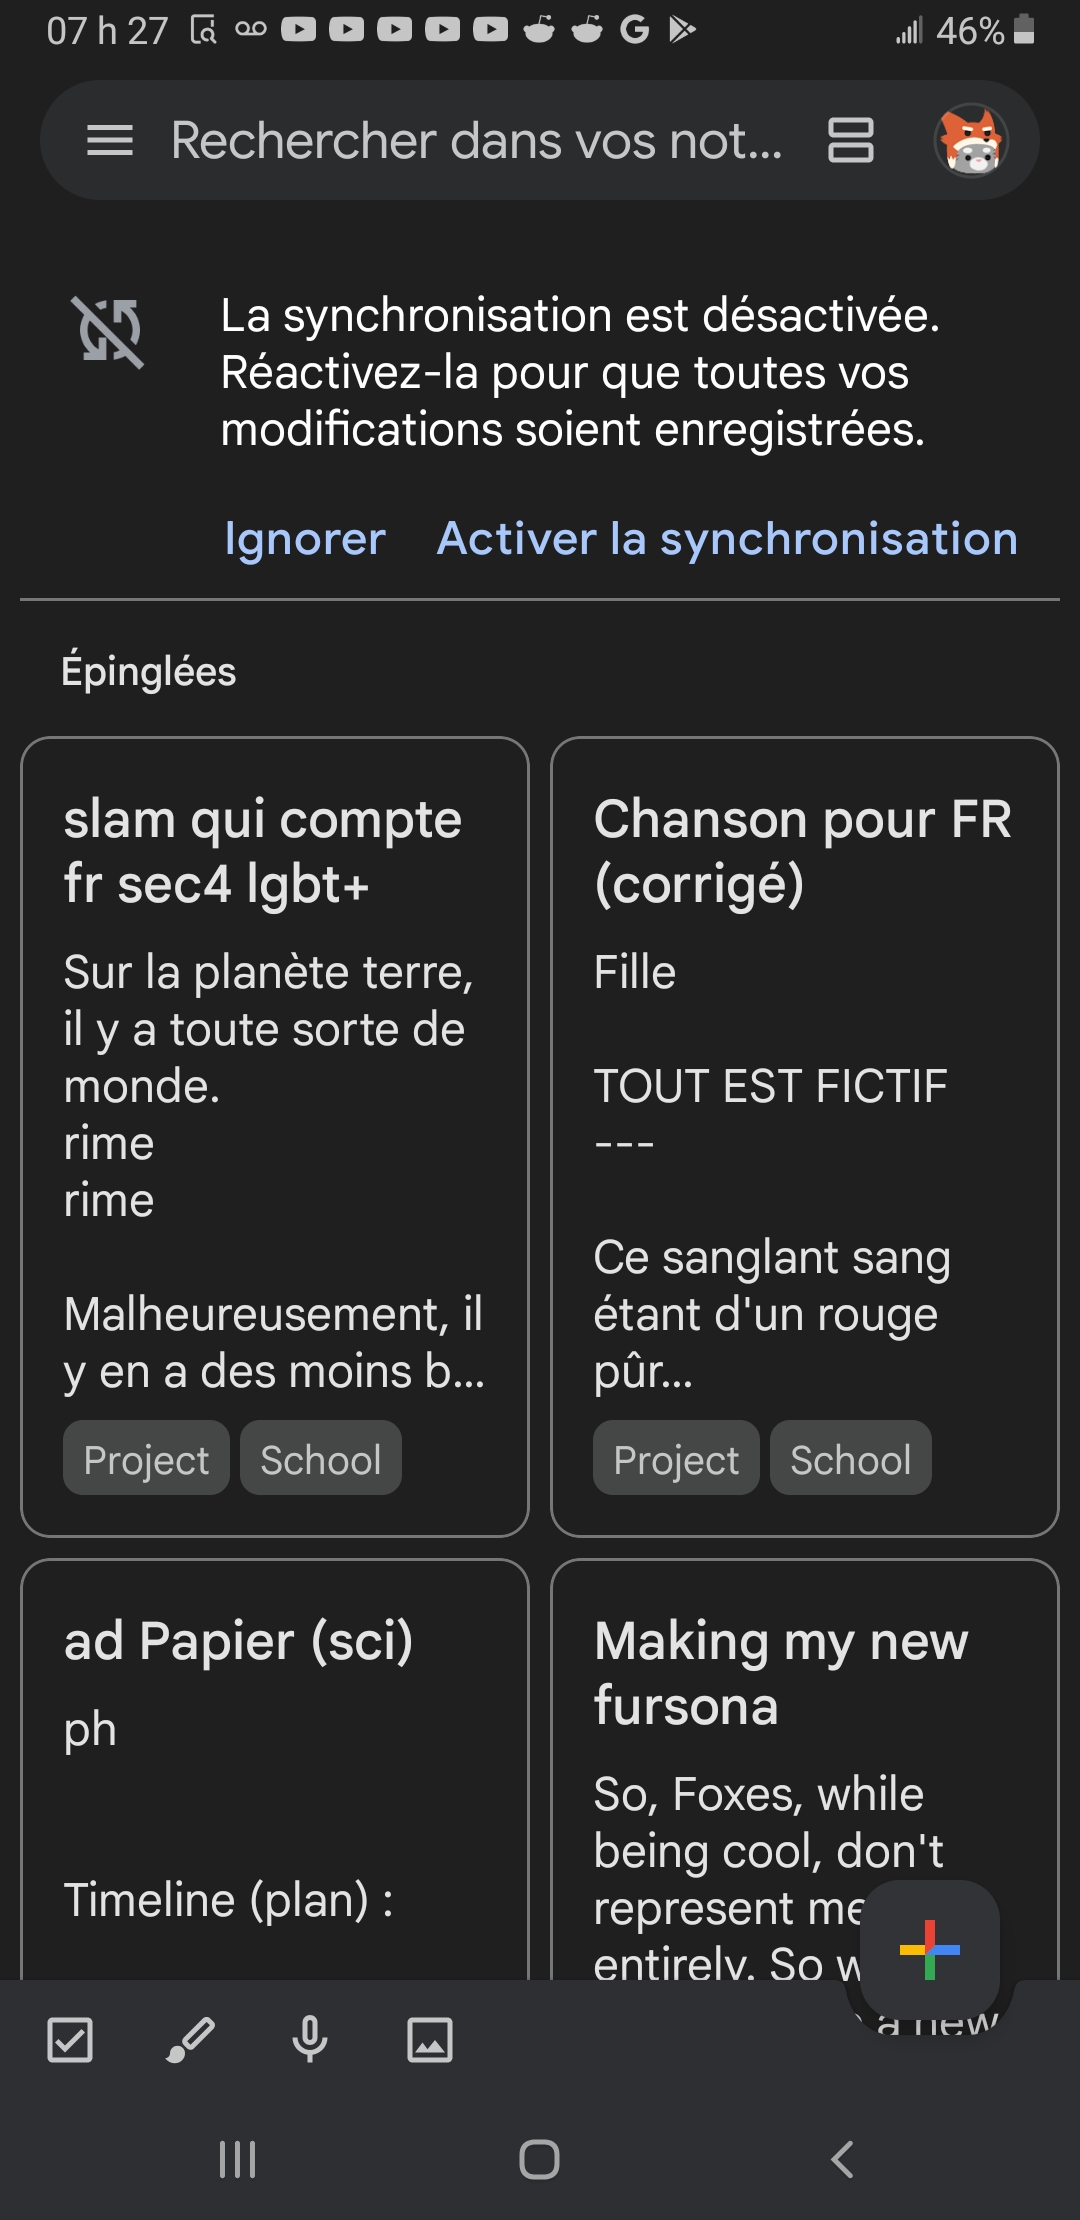 07 h 27
46%
Rechercher dans vos not...
La synchronisation est désactivée.
Réactivez-la pour que toutes vos
modifications soient enregistrées.
Ignorer Activer la synchronisation
Épinglées
slam qui compte
fr sec4 lgbt+
Sur la planète terre,
il y a toute sorte de
monde.
rime
rime
Malheureusement, il
y en a des moins b...
Project School
Chanson pour FR
(corrigé)
Fille
TOUT EST FICTIF
---
Ce sanglant sang
étant d'un rouge
pûr...
Project School
ad Papier (sci)
ph
Timeline (plan) :
Making my new
fursona
So, Foxes, while
being cool, don't
represent me
entirely. So w
a new